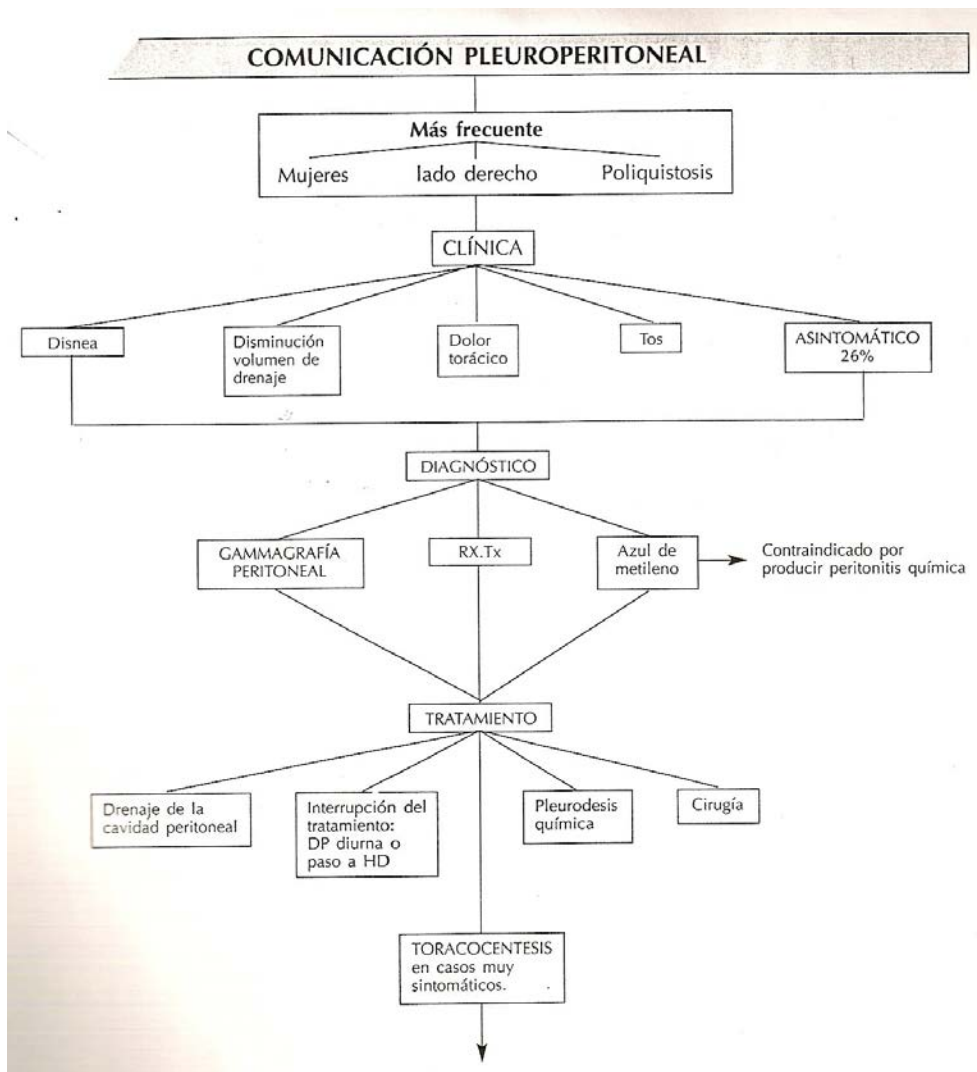 COMUNICACIÓN PLEUROPERITONEAL
Más frecuente
Mujeres lado derecho Poliquistosis
CLÍNICA
Disnea
Disminución
volumen de
drenaje
Dolor
torácico
Tos
ASINTOMÁTICO
26%
DIAGNÓSTICO
GAMMAGRAFÍA
PERITONEAL
RX.Tx
Azul de
metileno
Contraindicado por
producir peritonitis química
TRATAMIENTO
Drenaje de la
cavidad peritoneal
Interrupción del
tratamiento:
DP diurna o
paso a HD
Pleurodesis
química
Cirugía
TORACOCENTESIS
en casos muy
sintomáticos.